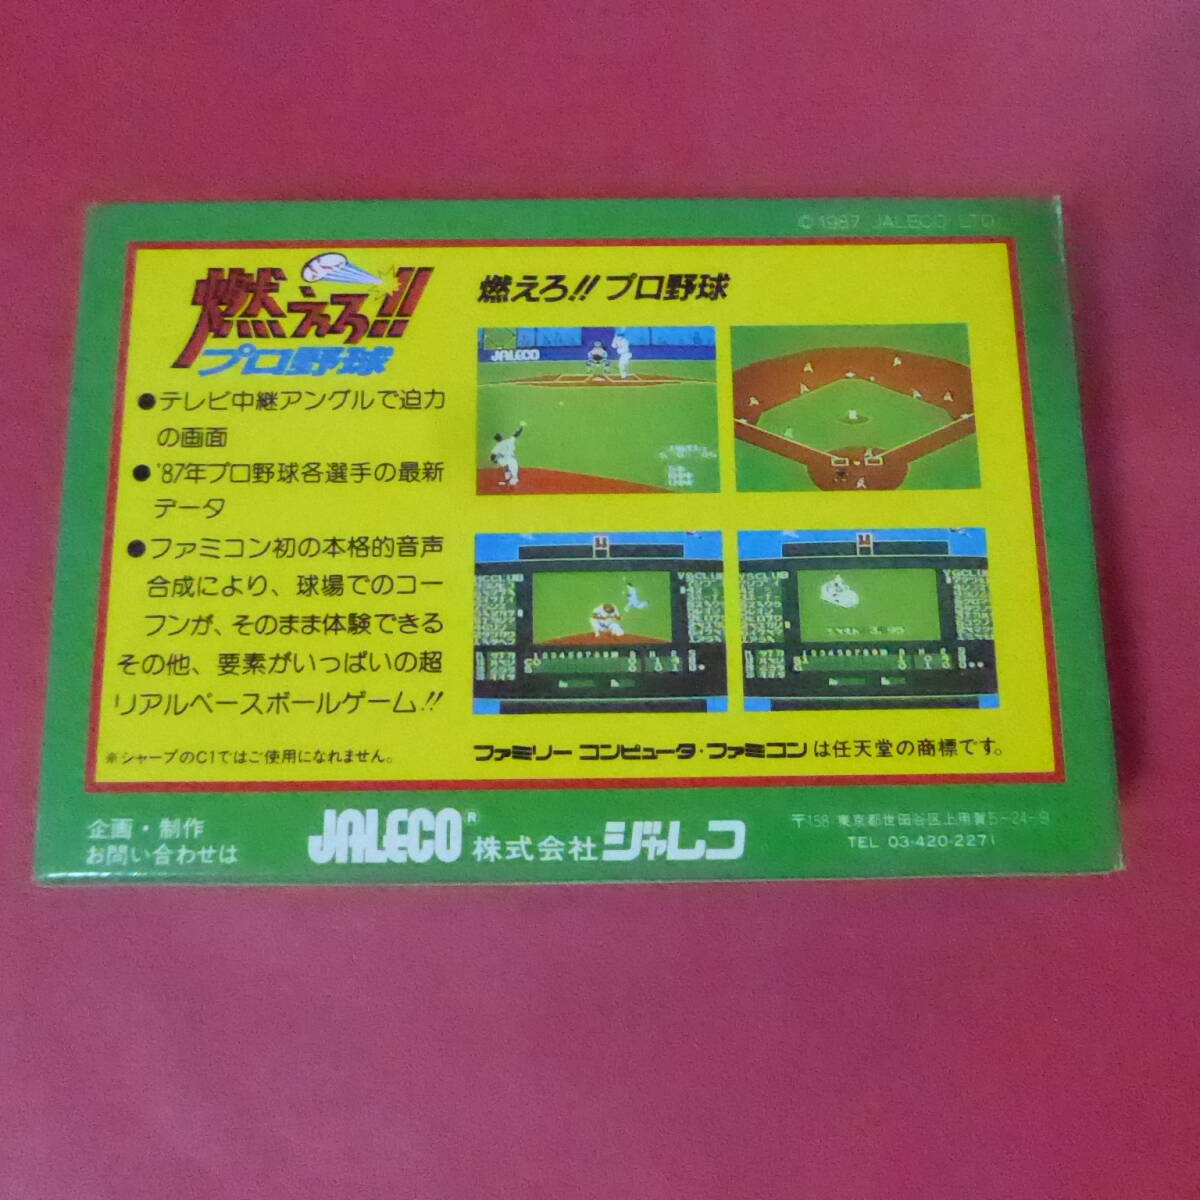 © 1987 JALECO LTD.
燃えろ!!
プロ野球
●テレビ中継アングルで迫力
の画面
●'87年プロ野球各選手の最新
データ
●ファミコン初の本格的音声
合成により、球場でのコー
フンが、そのまま体験できる
その他、要素がいっぱいの超
リアルベースボールゲーム!!
※シャープのC1ではご使用になれません。
燃えろ!! プロ野球
JALECO
VSCLUB
VSCLUB
ファミリー コンピュータ・ファミコン は任天堂の商標です。
企画・制作
お問い合わせは
JALECO® 株式会社 ジャレコ
〒158 東京都世田谷区上用賀5-24-9
TEL 03-420-2271